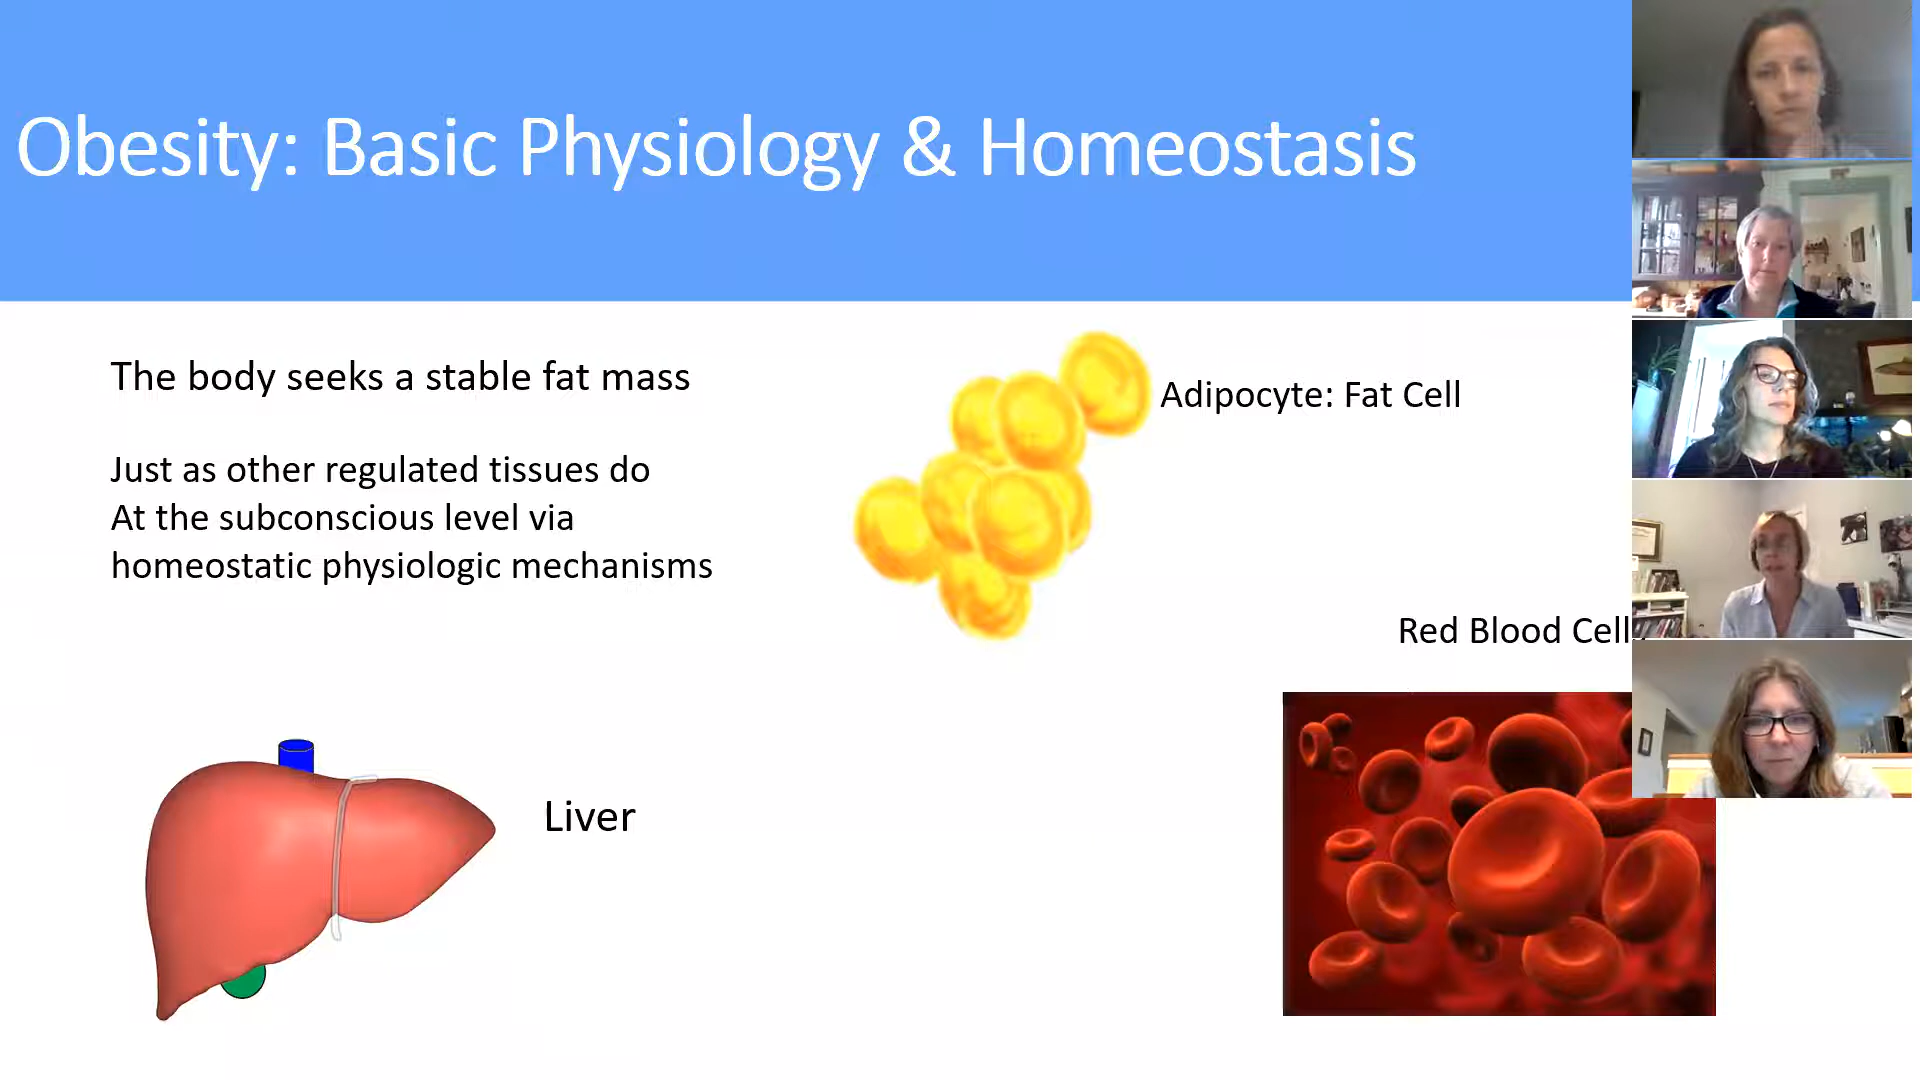 Obesity: Basic Physiology & Homeostasis
The body seeks a stable fat mass
Adipocyte: Fat Cell
Just as other regulated tissues do
At the subconscious level via
homeostatic physiologic mechanisms
Red Blood Cell
Liver